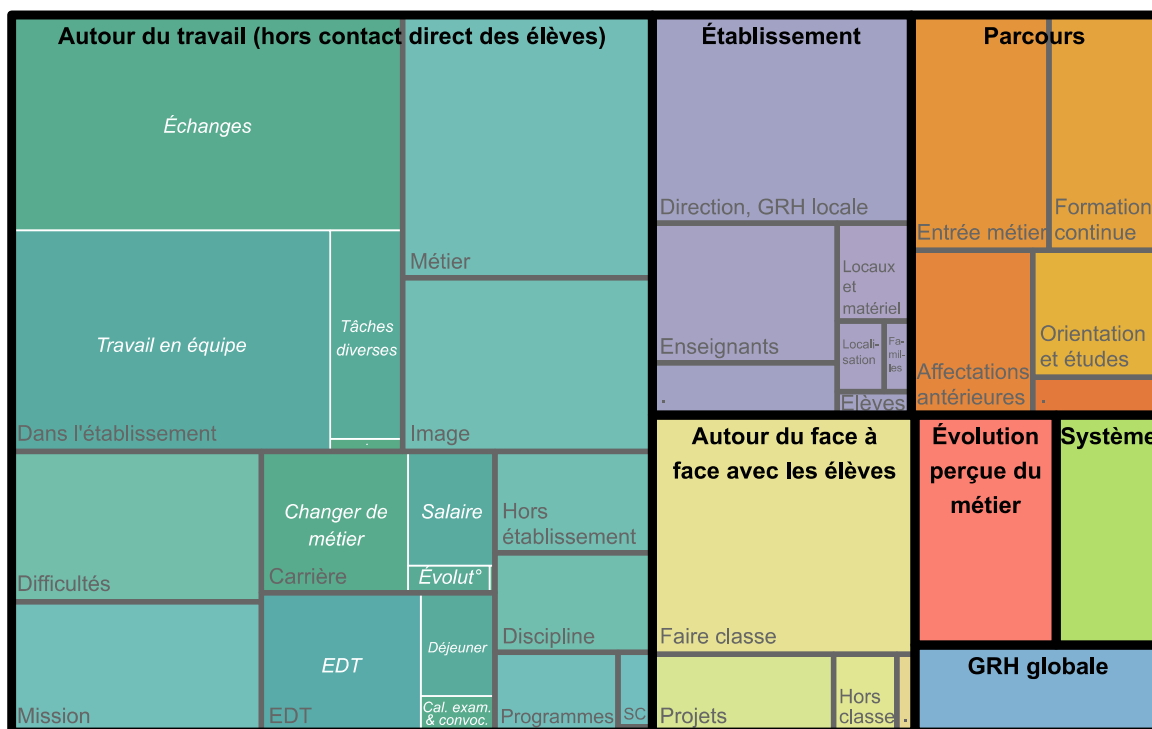 Autour du travail (hors contact direct des élèves)
Échanges
Métier
Travail en équipe
Tâches
diverses
.
Dans l'établissement
Image
Difficultés
Changer de
métier
Salaire
Évolut°
Carrière
Hors
établissement
Mission
EDT
Déjeuner
Cal. exam.
& convoc.
EDT
Discipline
Programmes
SC
Établissement
Direction, GRH locale
Enseignants
Locaux
et
matériel
Locali-
sation
Fa-
mil-
les
.
Elèves
Parcours
Entrée métier
Formation
continue
Affectations
antérieures
Orientation
et études
.
Autour du face à
face avec les élèves
Faire classe
Projets
Hors
classe
.
Évolution
perçue du
métier
Système
GRH globale